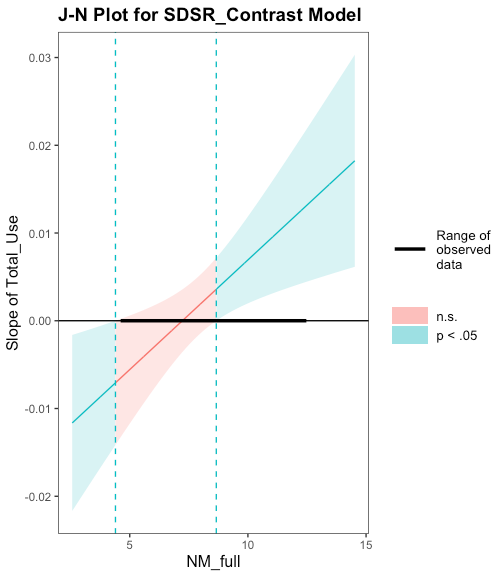 J-N Plot for SDSR_Contrast Model
0.03
0.02
0.01
0.00
-0.01
-0.02
Slope of Total_Use
5
10
15
NM_full
Range of
observed
data
n.s.
p < .05